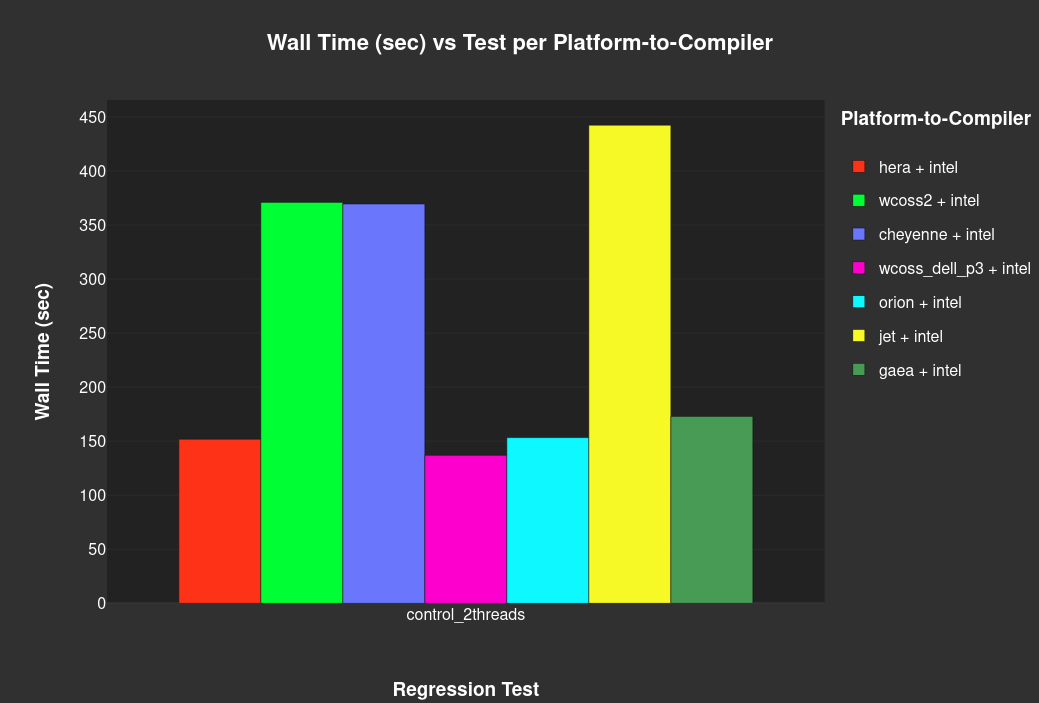 Wall Time (sec) vs Test per Platform-to-Compiler
Wall Time (sec)
450
400
350
300
250
200
150
100
50
0
control_2threads
Regression Test
Platform-to-Compiler
hera + intel
wcoss2 + intel
cheyenne + intel
wcoss_dell_p3 + intel
orion + intel
jet + intel
gaea + intel